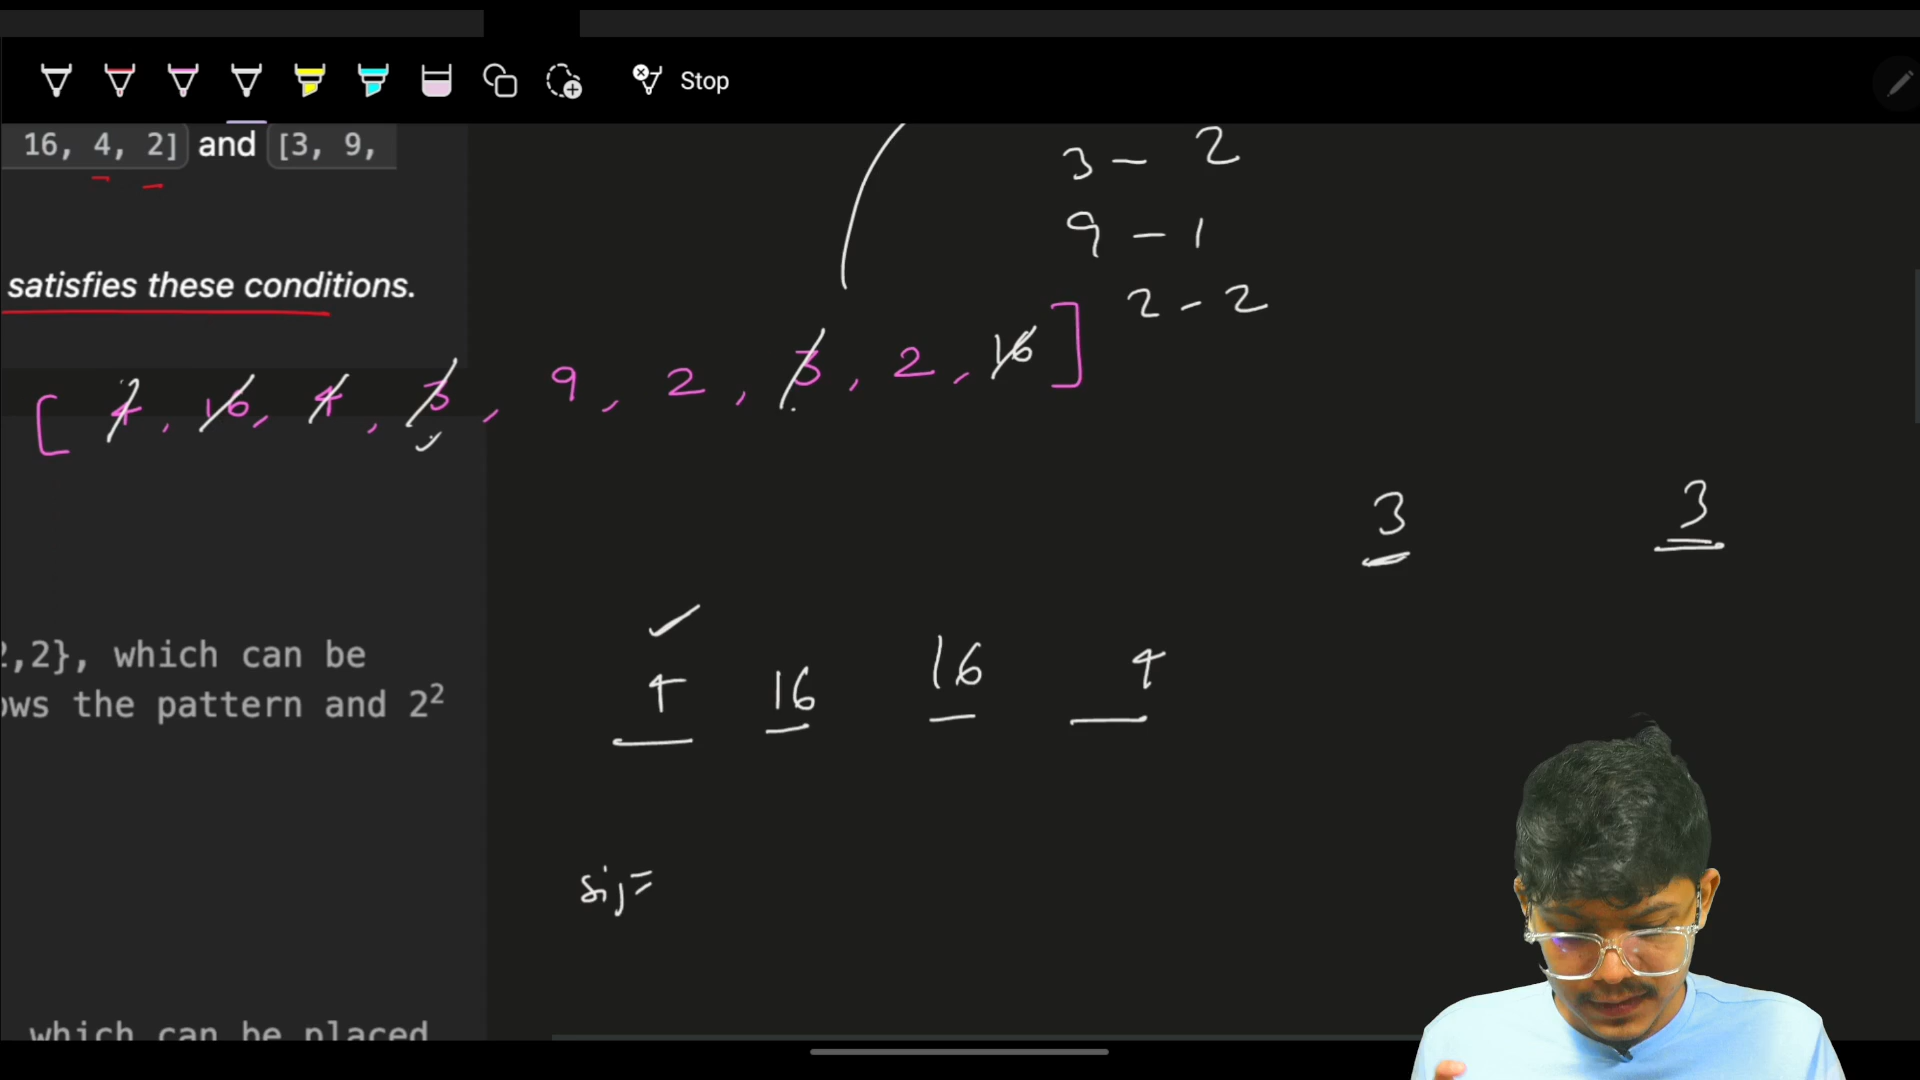 Stop
16, 4, 2] and [3, 9,
3 - 2
9 - 1
2 - 2
satisfies these conditions.
[ 4, 16, 4, 3, 9, 2, 3, 2, 16 ]
3 3
4 16 16 4
2,2}, which can be
ows the pattern and 2²
which can be placed